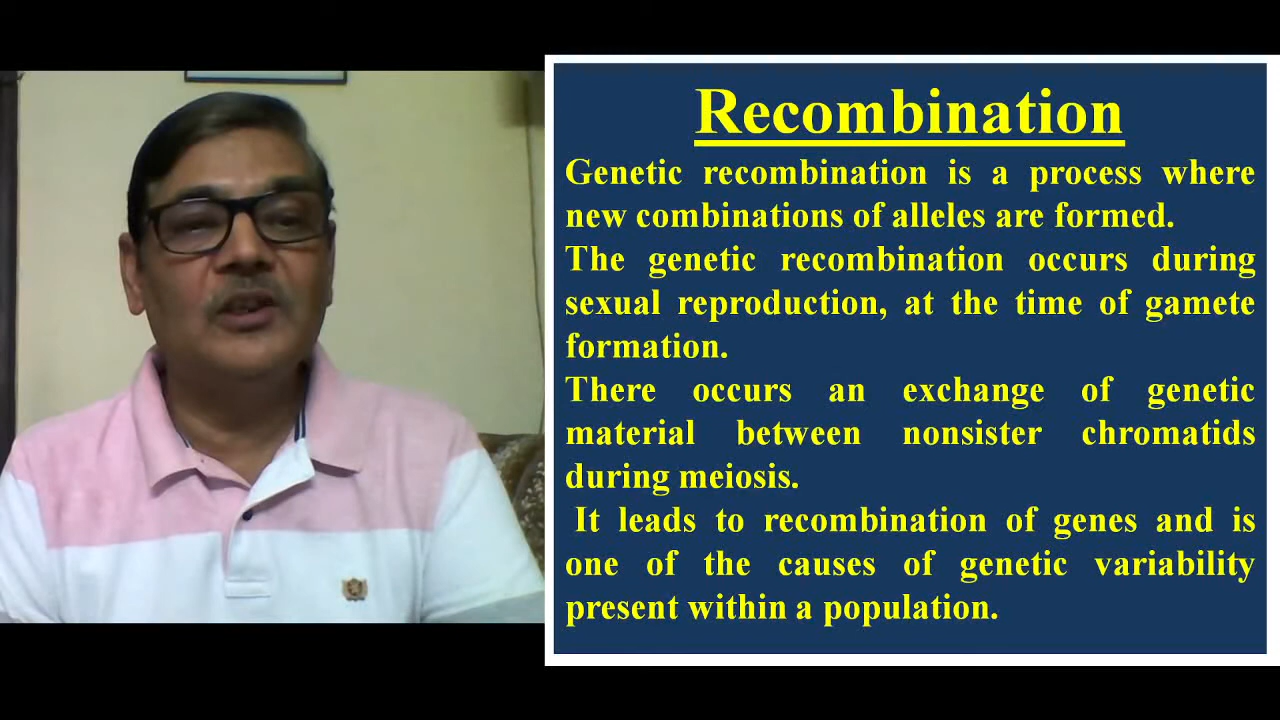 Recombination
Genetic recombination is a process where
new combinations of alleles are formed.
The genetic recombination occurs during
sexual reproduction, at the time of gamete
formation.
There occurs an exchange of genetic
material between nonsister chromatids
during meiosis.
It leads to recombination of genes and is
one of the causes of genetic variability
present within a population.